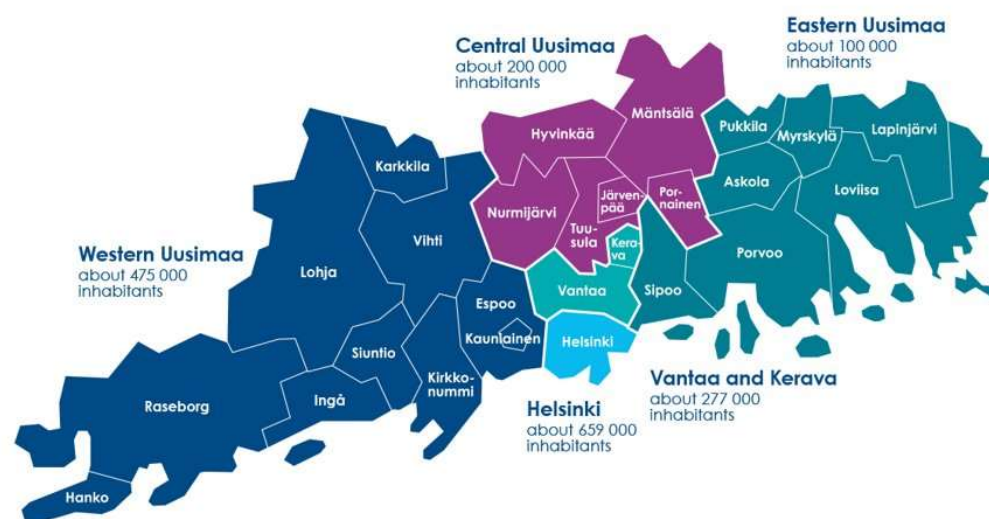 Central Uusimaa
about 200 000
inhabitants
Eastern Uusimaa
about 100 000
inhabitants
Western Uusimaa
about 475 000
inhabitants
Helsinki
about 659 000
inhabitants
Vantaa and Kerava
about 277 000
inhabitants
Mäntsälä
Hyvinkää
Pukkila
Myrskylä
Lapinjärvi
Karkkila
Askola
Loviisa
Järven-
pää
Por-
nainen
Nurmijärvi
Tuu-
sula
Kera-
va
Vihti
Porvoo
Lohja
Vantaa
Sipoo
Espoo
Kauniainen
Helsinki
Siuntio
Kirkko-
nummi
Raseborg
Ingå
Hanko